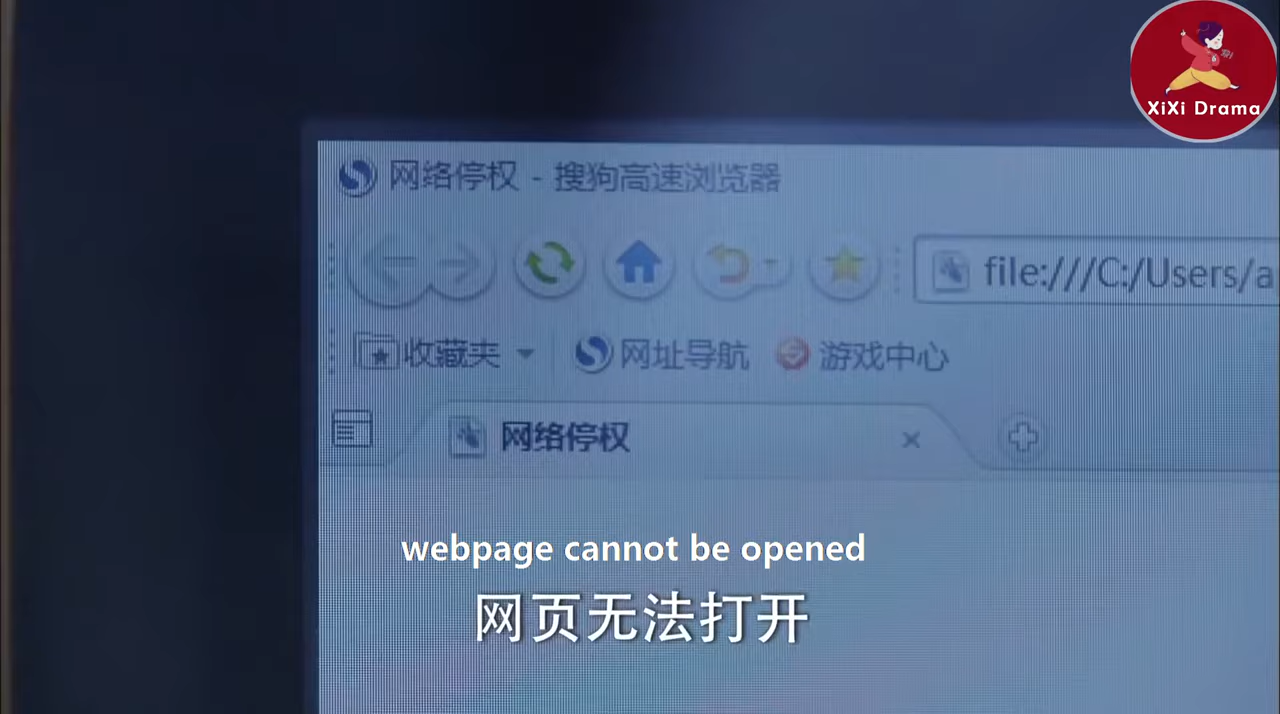 XiXi Drama
网络停权 - 搜狗高速浏览器
file:///C:/Users/a
收藏夹 网址导航 游戏中心
网络停权
webpage cannot be opened
网页无法打开